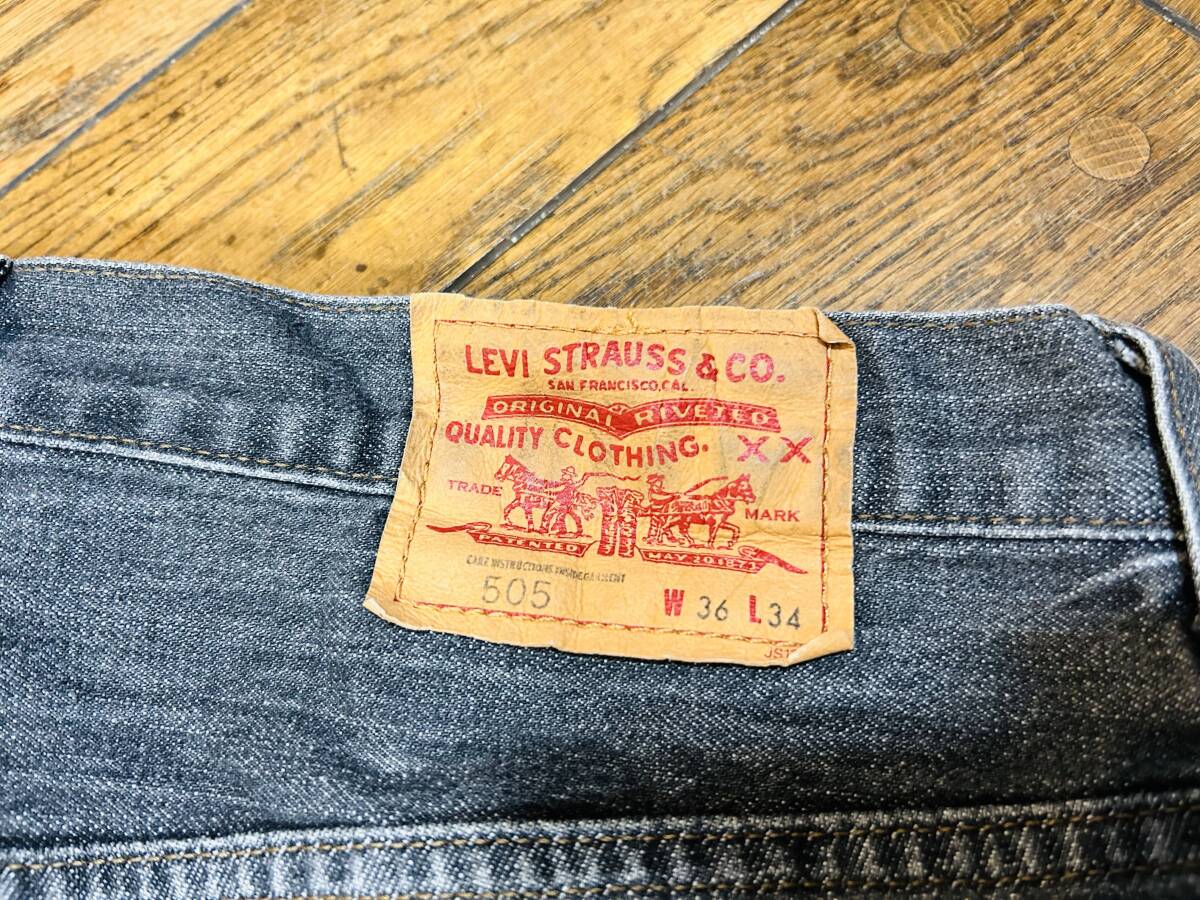 LEVI STRAUSS & CO.
SAN FRANCISCO, CAL.
ORIGINAL RIVETED
QUALITY CLOTHING. XX
TRADE MARK
PATENTED MAY 20 1873
CARE INSTRUCTIONS INSIDE GARMENT
505 W 36 L 34